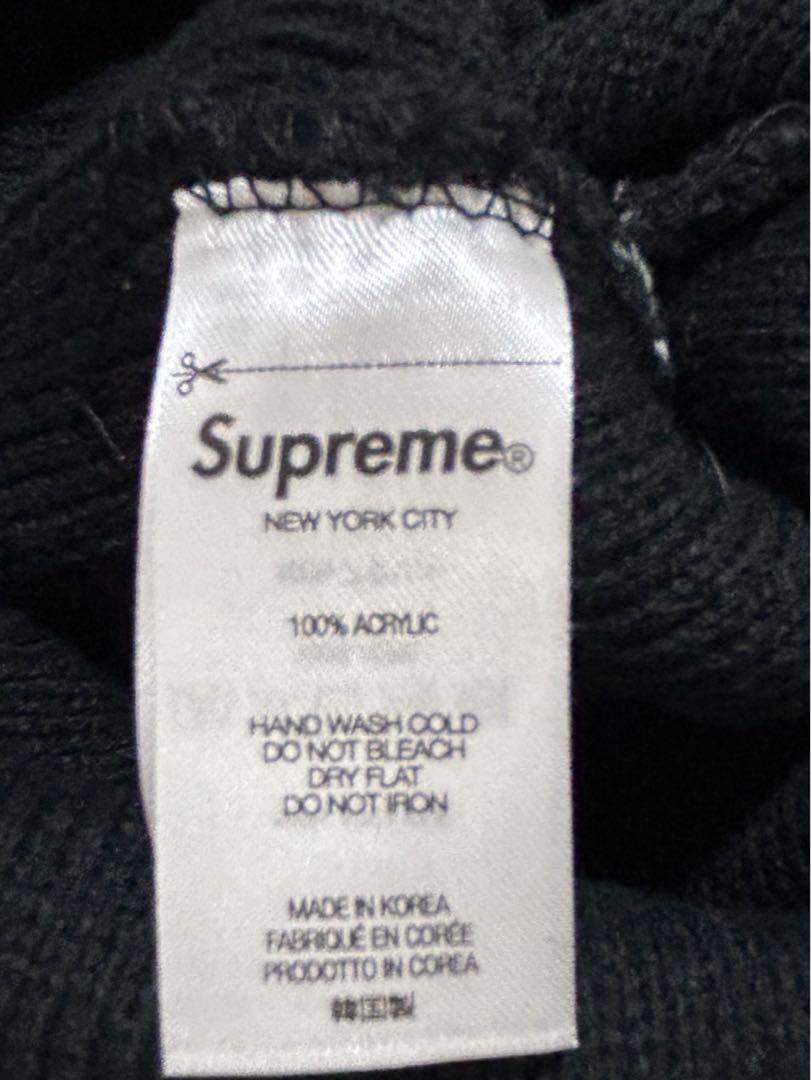 Supreme®
NEW YORK CITY
100% ACRYLIC
HAND WASH COLD
DO NOT BLEACH
DRY FLAT
DO NOT IRON
MADE IN KOREA
FABRIQUÉ EN CORÉE
PRODOTTO IN COREA
韓国製